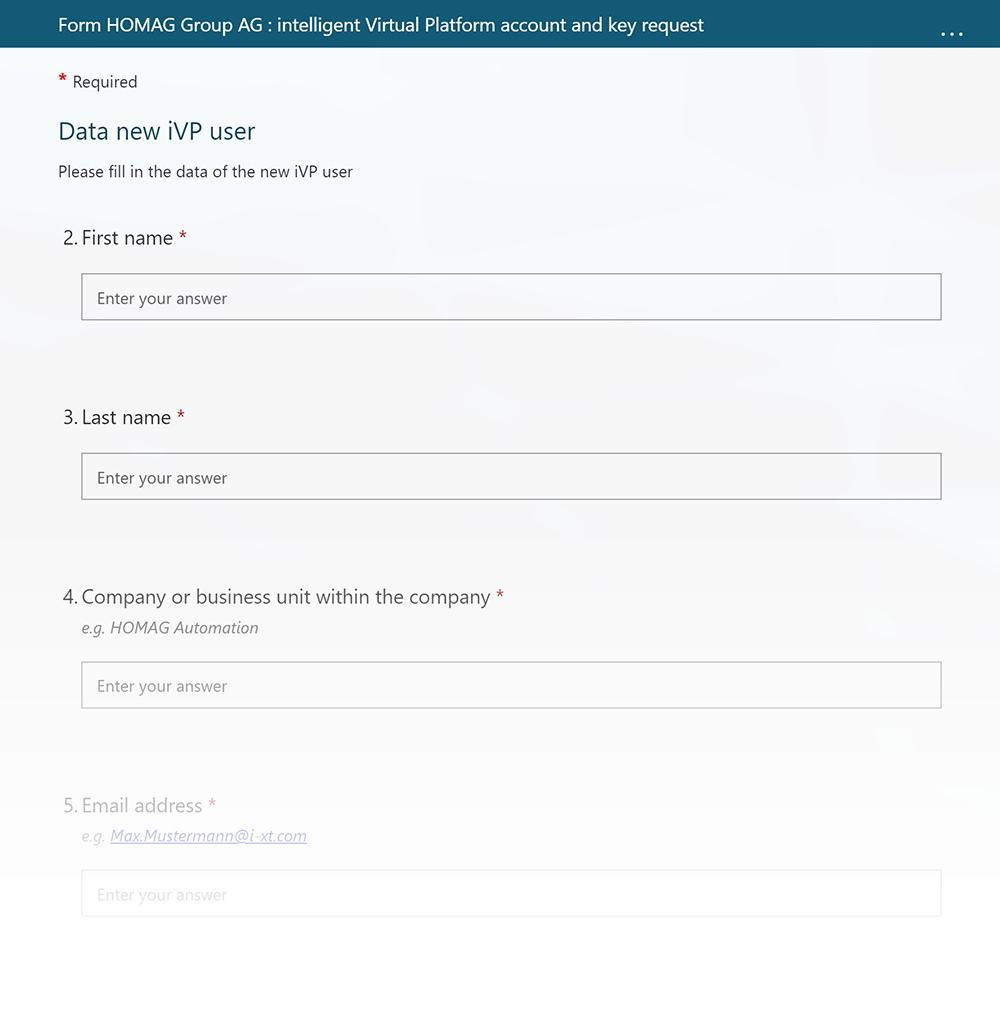 Form HOMAG Group AG : intelligent Virtual Platform account and key request
...
* Required
Data new iVP user
Please fill in the data of the new iVP user
2. First name *
Enter your answer
3. Last name *
Enter your answer
4. Company or business unit within the company *
e.g. HOMAG Automation
Enter your answer
5. Email address *
e.g. Max.Mustermann@i-xt.com
Enter your answer